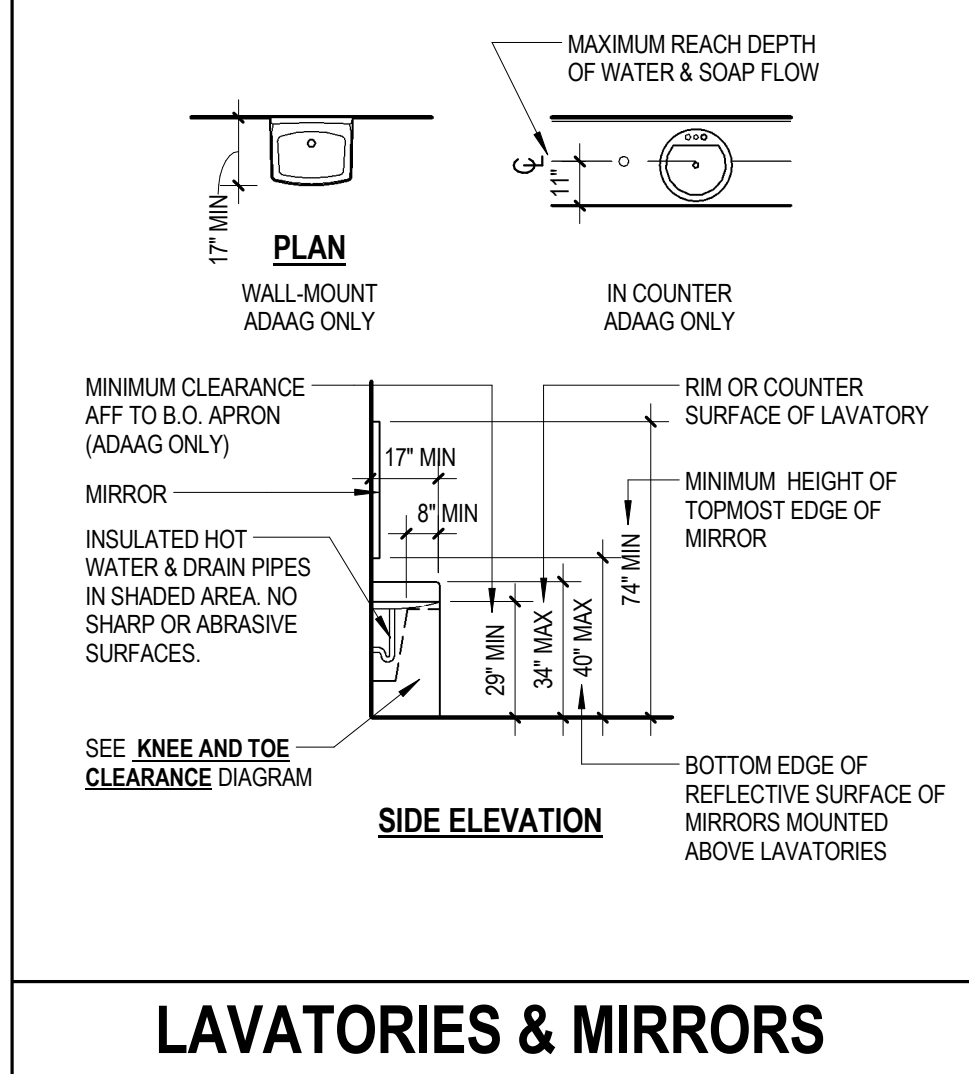 MAXIMUM REACH DEPTH
OF WATER & SOAP FLOW
17" MIN
PLAN
WALL-MOUNT
ADAAG ONLY
CL
11"
IN COUNTER
ADAAG ONLY
MINIMUM CLEARANCE
AFF TO B.O. APRON
(ADAAG ONLY)
MIRROR
INSULATED HOT
WATER & DRAIN PIPES
IN SHADED AREA. NO
SHARP OR ABRASIVE
SURFACES.
SEE KNEE AND TOE
CLEARANCE DIAGRAM
17" MIN
8" MIN
29" MIN
34" MAX
40" MAX
74" MIN
RIM OR COUNTER
SURFACE OF LAVATORY
MINIMUM HEIGHT OF
TOPMOST EDGE OF
MIRROR
BOTTOM EDGE OF
REFLECTIVE SURFACE OF
MIRRORS MOUNTED
ABOVE LAVATORIES
SIDE ELEVATION
LAVATORIES & MIRRORS